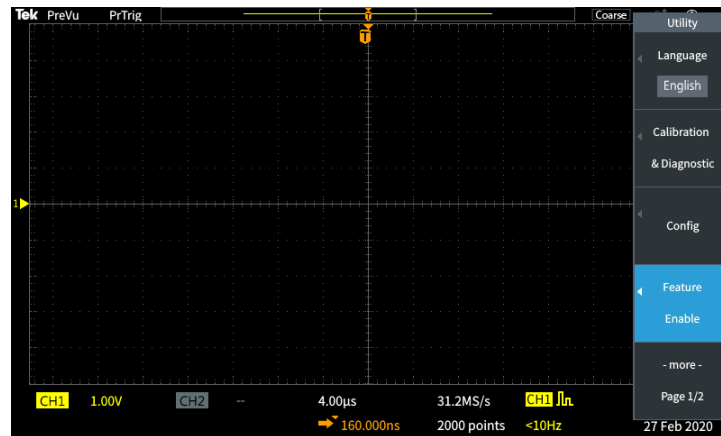 Tek PreVu PrTrig [ T ] Coarse
T
Utility
Language
English
Calibration
& Diagnostic
1
Config
Feature
Enable
- more -
Page 1/2
CH1 1.00V CH2 -- 4.00µs 31.2MS/s CH1
160.000ns 2000 points <10Hz 27 Feb 2020